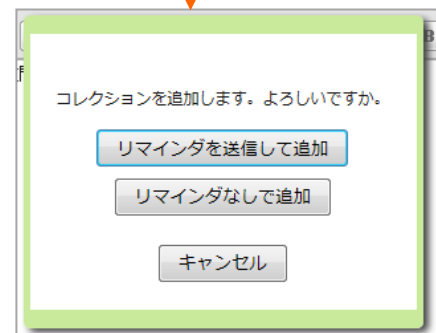 コレクションを追加します。よろしいですか。
リマインダを送信して追加
リマインダなしで追加
キャンセル